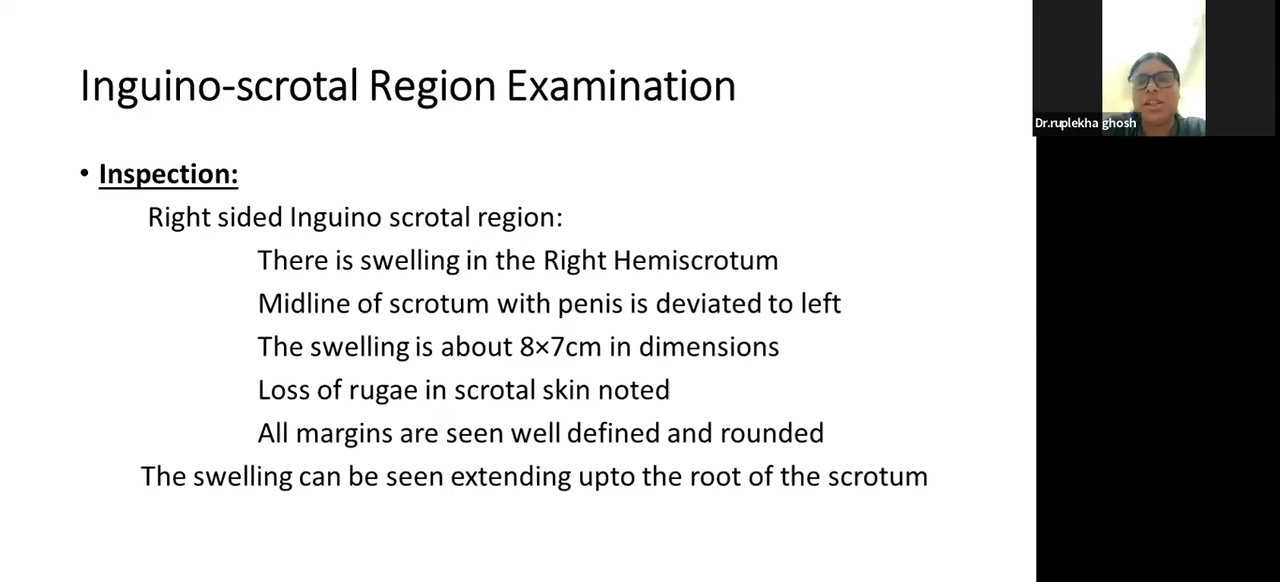 Inguino-scrotal Region Examination
Dr.ruplekha ghosh
• Inspection:
Right sided Inguino scrotal region:
There is swelling in the Right Hemiscrotum
Midline of scrotum with penis is deviated to left
The swelling is about 8×7cm in dimensions
Loss of rugae in scrotal skin noted
All margins are seen well defined and rounded
The swelling can be seen extending upto the root of the scrotum